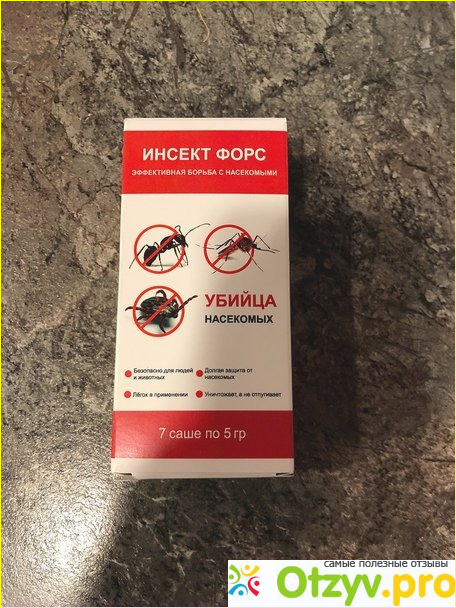 ИНСЕКТ ФОРС
ЭФФЕКТИВНАЯ БОРЬБА С НАСЕКОМЫМИ
УБИЙЦА
НАСЕКОМЫХ
Безопасно для людей
и животных
Долгая защита от
насекомых
Лёгок в применении
Уничтожает, а не отпугивает
7 саше по 5 гр
самые полезные отзывы
Otzyv.pro